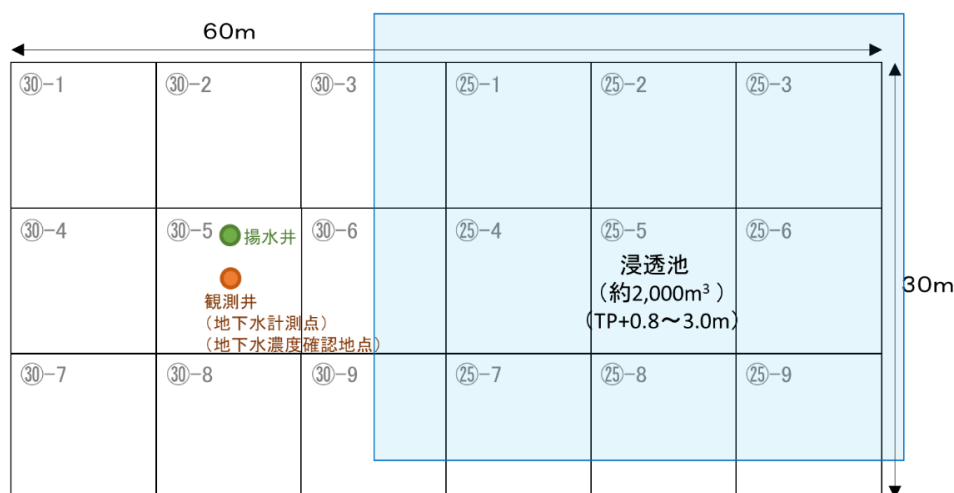 60m
㉚-1
㉚-2
㉚-3
㉕-1
㉕-2
㉕-3
㉚-4
㉚-5
揚水井
㉚-6
㉕-4
㉕-5
㉕-6
浸透池
(約2,000m³)
(TP+0.8～3.0m)
30m
観測井
(地下水計測点)
(地下水濃度確認地点)
㉚-7
㉚-8
㉚-9
㉕-7
㉕-8
㉕-9